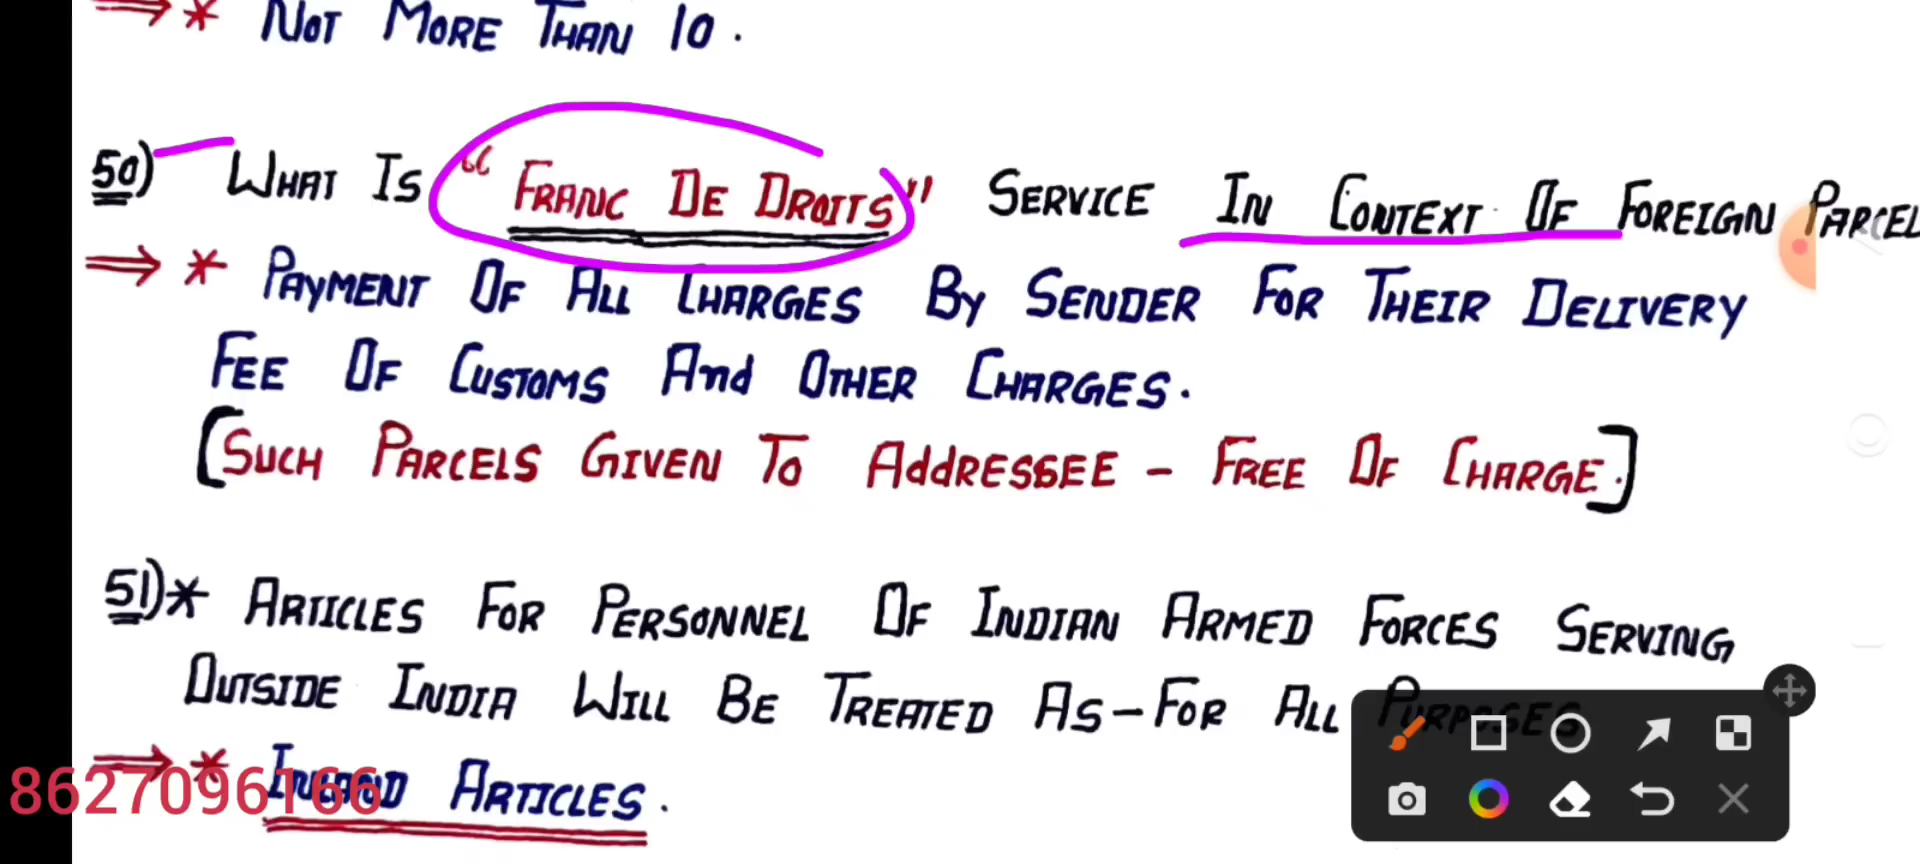 ⇒ * NOT MORE THAN 10.
50) WHAT IS "FRANC DE DROITS" SERVICE IN CONTEXT OF FOREIGN PARCEL
⇒ * PAYMENT OF ALL CHARGES BY SENDER FOR THEIR DELIVERY
FEE OF CUSTOMS And OTHER CHARGES.
[SUCH PARCELS GIVEN TO AddRESSEE - FREE OF CHARGE.]
51)* ARTICLES FOR PERSONNEL OF INDIAN ARMED FORCES SERVING
OUTSIDE INDIA WILL BE TREATED AS-FOR ALL PURPOSES
⇒ * INLAND ARTICLES.
8627096166